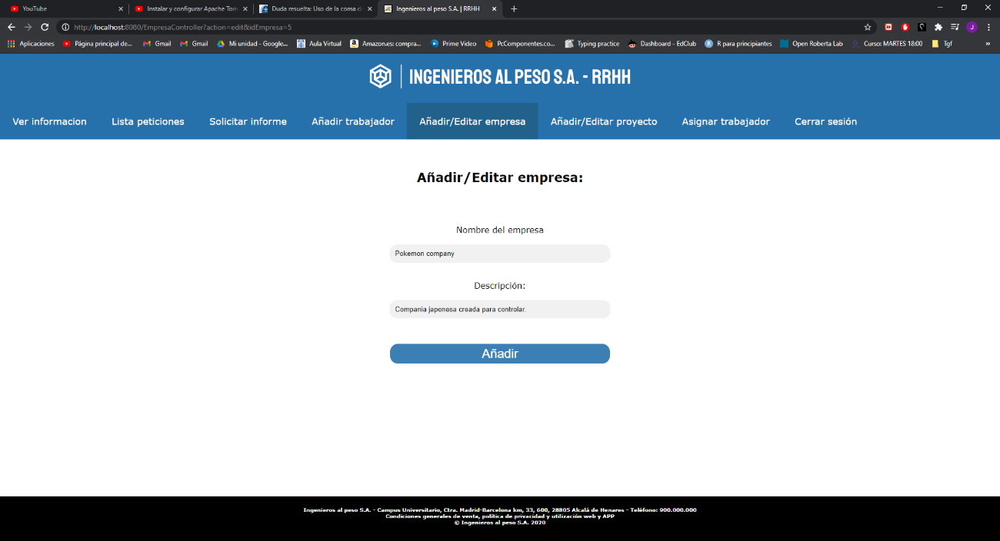 YouTube
Instalar y configurar Apache Tom
Duda resuelta: Uso de la coma d
Ingenieros al peso S.A. | RRHH
http://localhost:8080/EmpresaController?action=edit&idEmpresa=5
J
Aplicaciones
Página principal de...
Gmail
Gmail
Mi unidad - Google...
Aula Virtual
Amazon.es: compra...
Prime Video
PcComponentes.co...
Typing practice
Dashboard - EdClub
R para principiantes
Open Roberta Lab
Curso: MARTES 18:00
Tgf
»
INGENIEROS AL PESO S.A. - RRHH
Ver informacion
Lista peticiones
Solicitar informe
Añadir trabajador
Añadir/Editar empresa
Añadir/Editar proyecto
Asignar trabajador
Cerrar sesión
Añadir/Editar empresa:
Nombre del empresa
Pokemon company
Descripción:
Compania japonesa creada para controlar.
Añadir
Ingenieros al peso S.A. - Campus Universitario, Ctra. Madrid-Barcelona km, 33, 600, 28805 Alcalá de Henares - Teléfono: 900.000.000
Condiciones generales de venta, política de privacidad y utilización web y APP
© Ingenieros al peso S.A. 2020